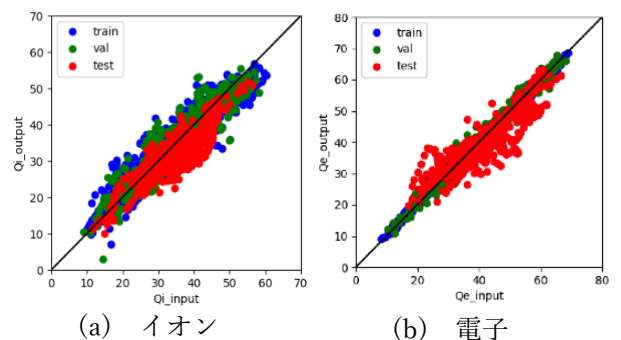 70
60
50
40
30
20
10
0
Qi_output
train
val
test
0 10 20 30 40 50 60 70
Qi_input
(a) イオン
80
70
60
50
40
30
20
10
0
Qe_output
train
val
test
0 20 40 60 80
Qe_input
(b) 電子